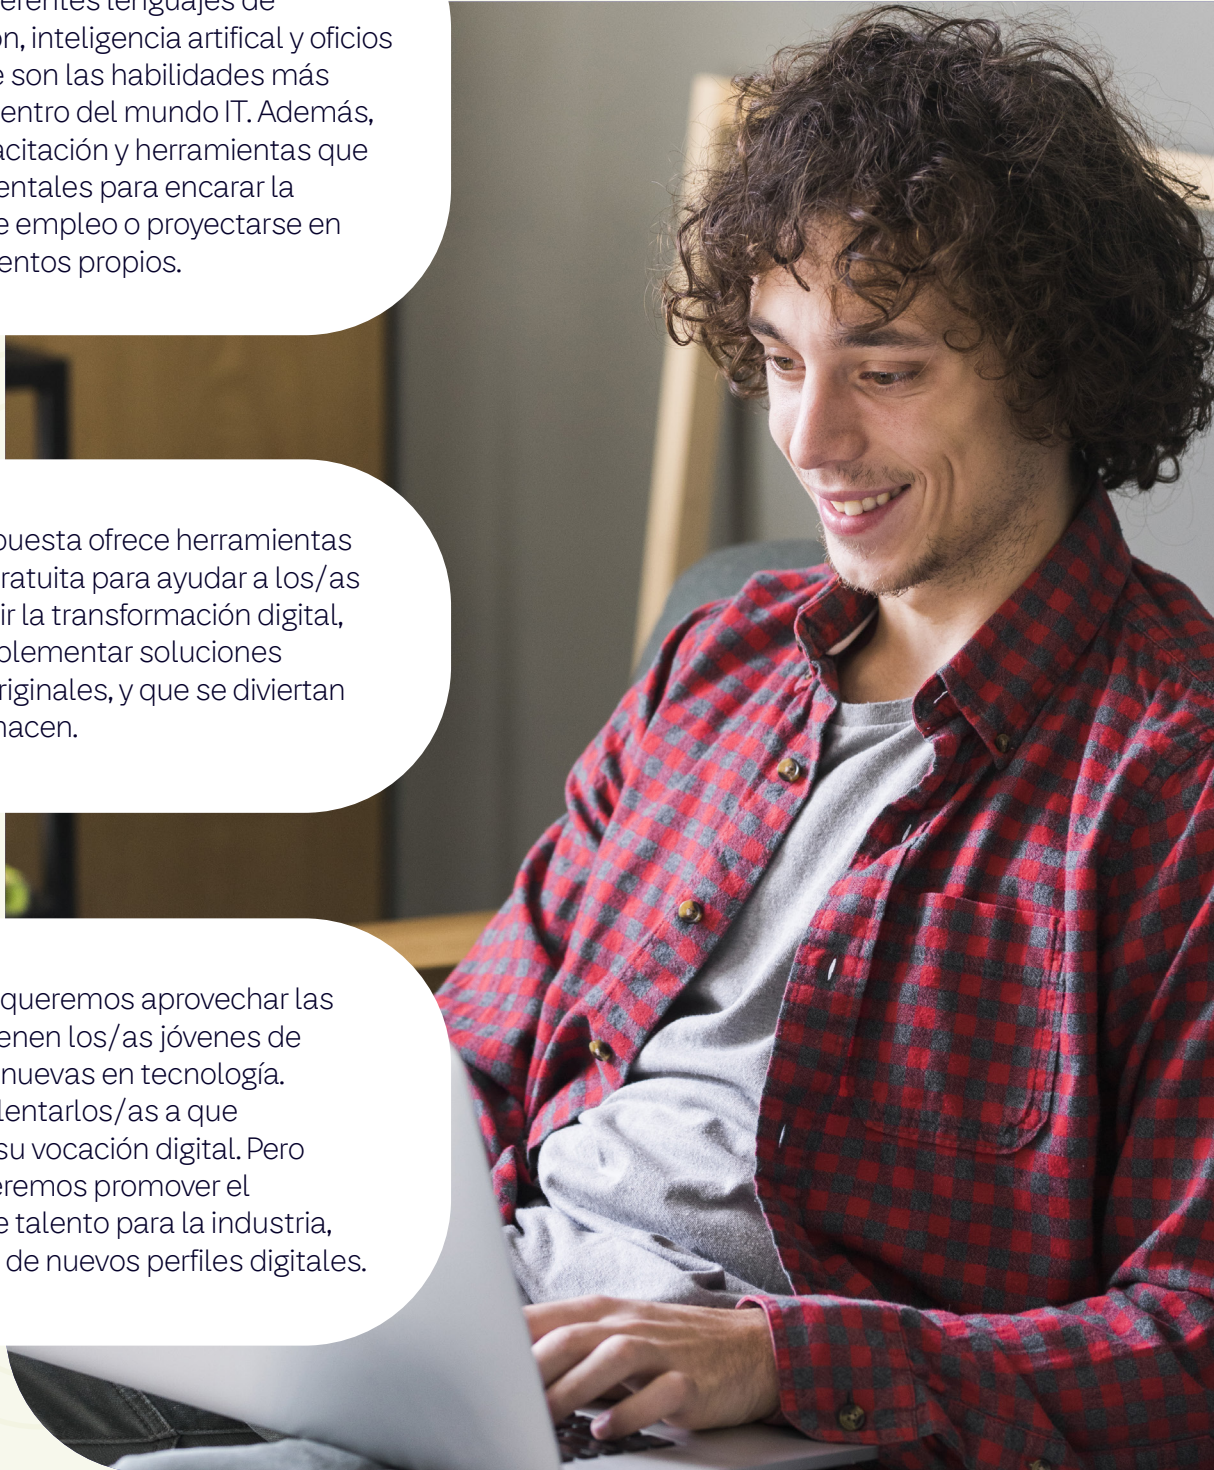 lenguajes de
inteligencia artifical y oficios
son las habilidades más
entro del mundo IT. Además,
acitación y herramientas que
entales para encarar la
e empleo o proyectarse en
entos propios.
puesta ofrece herramientas
ratuita para ayudar a los/as
ir la transformación digital,
plementar soluciones
riginales, y que se diviertan
hacen.
queremos aprovechar las
enen los/as jóvenes de
nuevas en tecnología.
lentarlos/as a que
su vocación digital. Pero
eremos promover el
e talento para la industria,
de nuevos perfiles digitales.